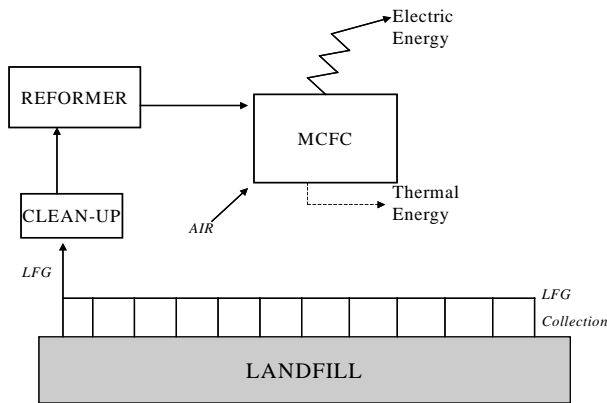 Electric
Energy
REFORMER
MCFC
CLEAN-UP
Thermal
Energy
AIR
LFG
LFG
Collection
LANDFILL